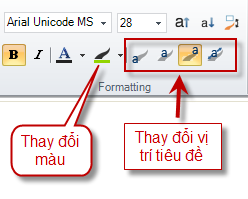 Arial Unicode MS 28 a↑ a↓
B I A a a a a
Formatting
Thay đổi
màu
Thay đổi vị
trí tiêu đề